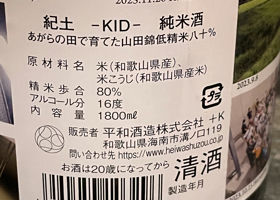 紀土 -KID- 純米酒
あがらの田で育てた山田錦低精米八十%
原材料名 米(和歌山県産)、
米こうじ(和歌山県産米)
精米歩合 80%
アルコール分 16度
内容量 1800ml
販売者 平和酒造株式会社 +K
和歌山県海南市溝ノ口119
問い合わせ先 https://www.heiwashuzou.co.jp/
お酒は20歳になってから
清酒
製造年月
2023.9.8